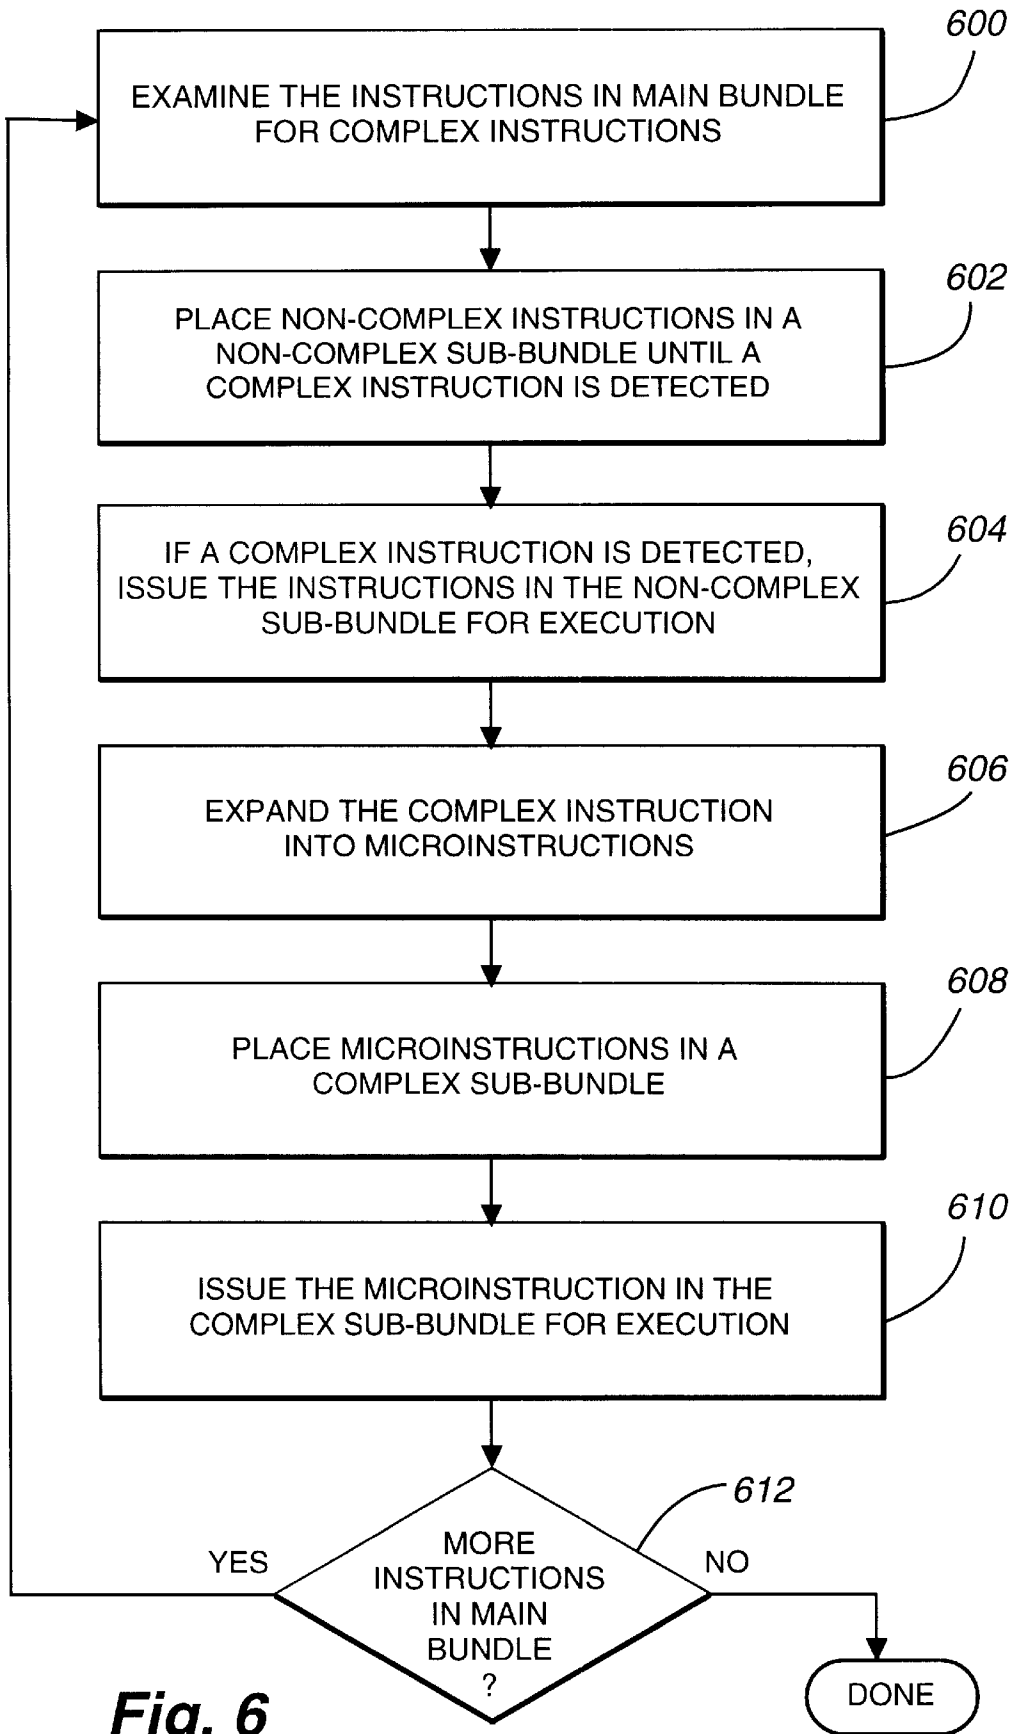 600
EXAMINE THE INSTRUCTIONS IN MAIN BUNDLE
FOR COMPLEX INSTRUCTIONS
602
PLACE NON-COMPLEX INSTRUCTIONS IN A
NON-COMPLEX SUB-BUNDLE UNTIL A
COMPLEX INSTRUCTION IS DETECTED
604
IF A COMPLEX INSTRUCTION IS DETECTED,
ISSUE THE INSTRUCTIONS IN THE NON-COMPLEX
SUB-BUNDLE FOR EXECUTION
606
EXPAND THE COMPLEX INSTRUCTION
INTO MICROINSTRUCTIONS
608
PLACE MICROINSTRUCTIONS IN A
COMPLEX SUB-BUNDLE
610
ISSUE THE MICROINSTRUCTION IN THE
COMPLEX SUB-BUNDLE FOR EXECUTION
612
YES
MORE
INSTRUCTIONS
IN MAIN
BUNDLE
?
NO
DONE
Fig. 6